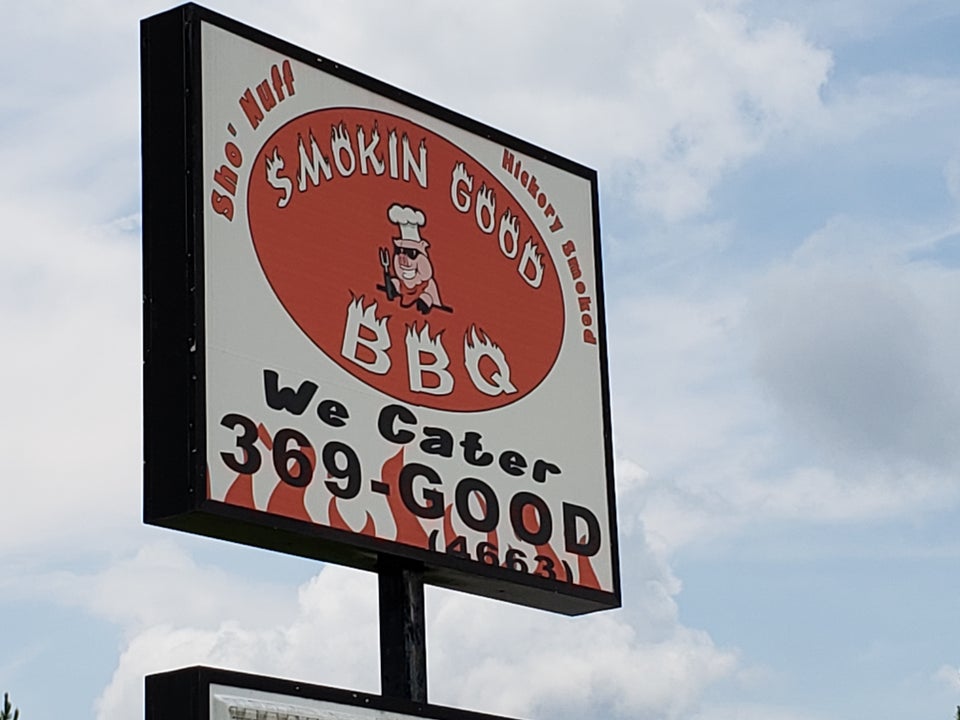 Sho' Nuff
SMOKIN GOOD
Hickory Smoked
BBQ
We Cater
369-GOOD
(4663)